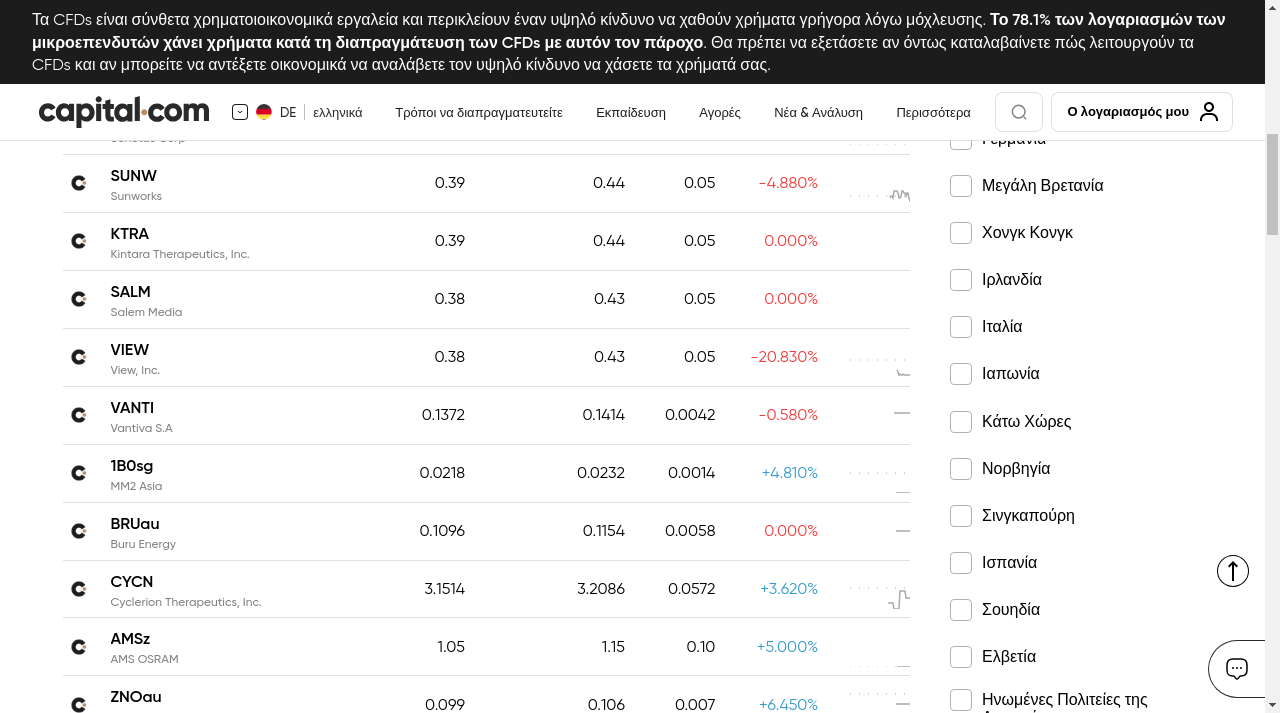 Τα CFDs είναι σύνθετα χρηματοοικονομικά εργαλεία και περικλείουν έναν υψηλό κίνδυνο να χαθούν χρήματα γρήγορα λόγω μόχλευσης. Το 78.1% των λογαριασμών των
μικροεπενδυτών χάνει χρήματα κατά τη διαπραγμάτευση των CFDs με αυτόν τον πάροχο. Θα πρέπει να εξετάσετε αν όντως καταλαβαίνετε πώς λειτουργούν τα
CFDs και αν μπορείτε να αντέξετε οικονομικά να αναλάβετε τον υψηλό κίνδυνο να χάσετε τα χρήματά σας.
capital.com DE ελληνικά Τρόποι να διαπραγματευτείτε Εκπαίδευση Αγορές Νέα & Ανάλυση Περισσότερα Ο λογαριασμός μου
Γερμανία
SUNW 0.39 0.44 0.05 -4.880%
Sunworks
Μεγάλη Βρετανία
KTRA 0.39 0.44 0.05 0.000%
Kintara Therapeutics, Inc.
Χονγκ Κονγκ
SALM 0.38 0.43 0.05 0.000%
Salem Media
Ιρλανδία
VIEW 0.38 0.43 0.05 -20.830%
View, Inc.
Ιταλία
Ιαπωνία
VANTI 0.1372 0.1414 0.0042 -0.580%
Vantiva S.A
Κάτω Χώρες
1B0sg 0.0218 0.0232 0.0014 +4.810%
MM2 Asia
Νορβηγία
BRUau 0.1096 0.1154 0.0058 0.000%
Buru Energy
Σινγκαπούρη
Ισπανία
CYCN 3.1514 3.2086 0.0572 +3.620%
Cyclerion Therapeutics, Inc.
Σουηδία
AMSz 1.05 1.15 0.10 +5.000%
AMS OSRAM
Ελβετία
ZNOau 0.099 0.106 0.007 +6.450%
Ηνωμένες Πολιτείες της